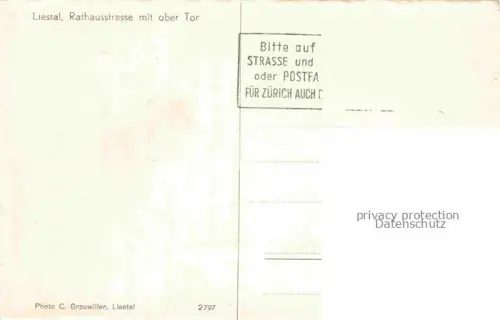 Liestal, Rathausstrasse mit ober Tor
Bitte auf
STRASSE und
oder POSTFA
FÜR ZÜRICH AUCH D
privacy protection
Datenschutz
Photo C. Grauwiller, Liestal 2797